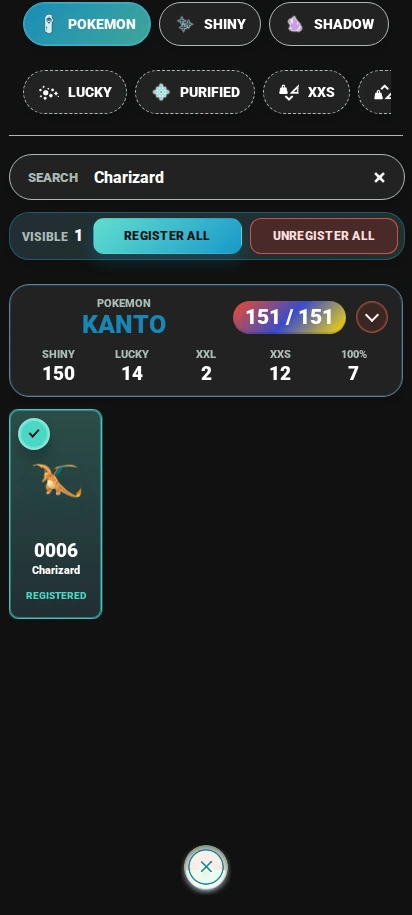 POKEMON SHINY SHADOW
LUCKY PURIFIED XXS
SEARCH Charizard
VISIBLE 1 REGISTER ALL UNREGISTER ALL
POKEMON
KANTO 151 / 151
SHINY LUCKY XXL XXS 100%
150 14 2 12 7
0006
Charizard
REGISTERED